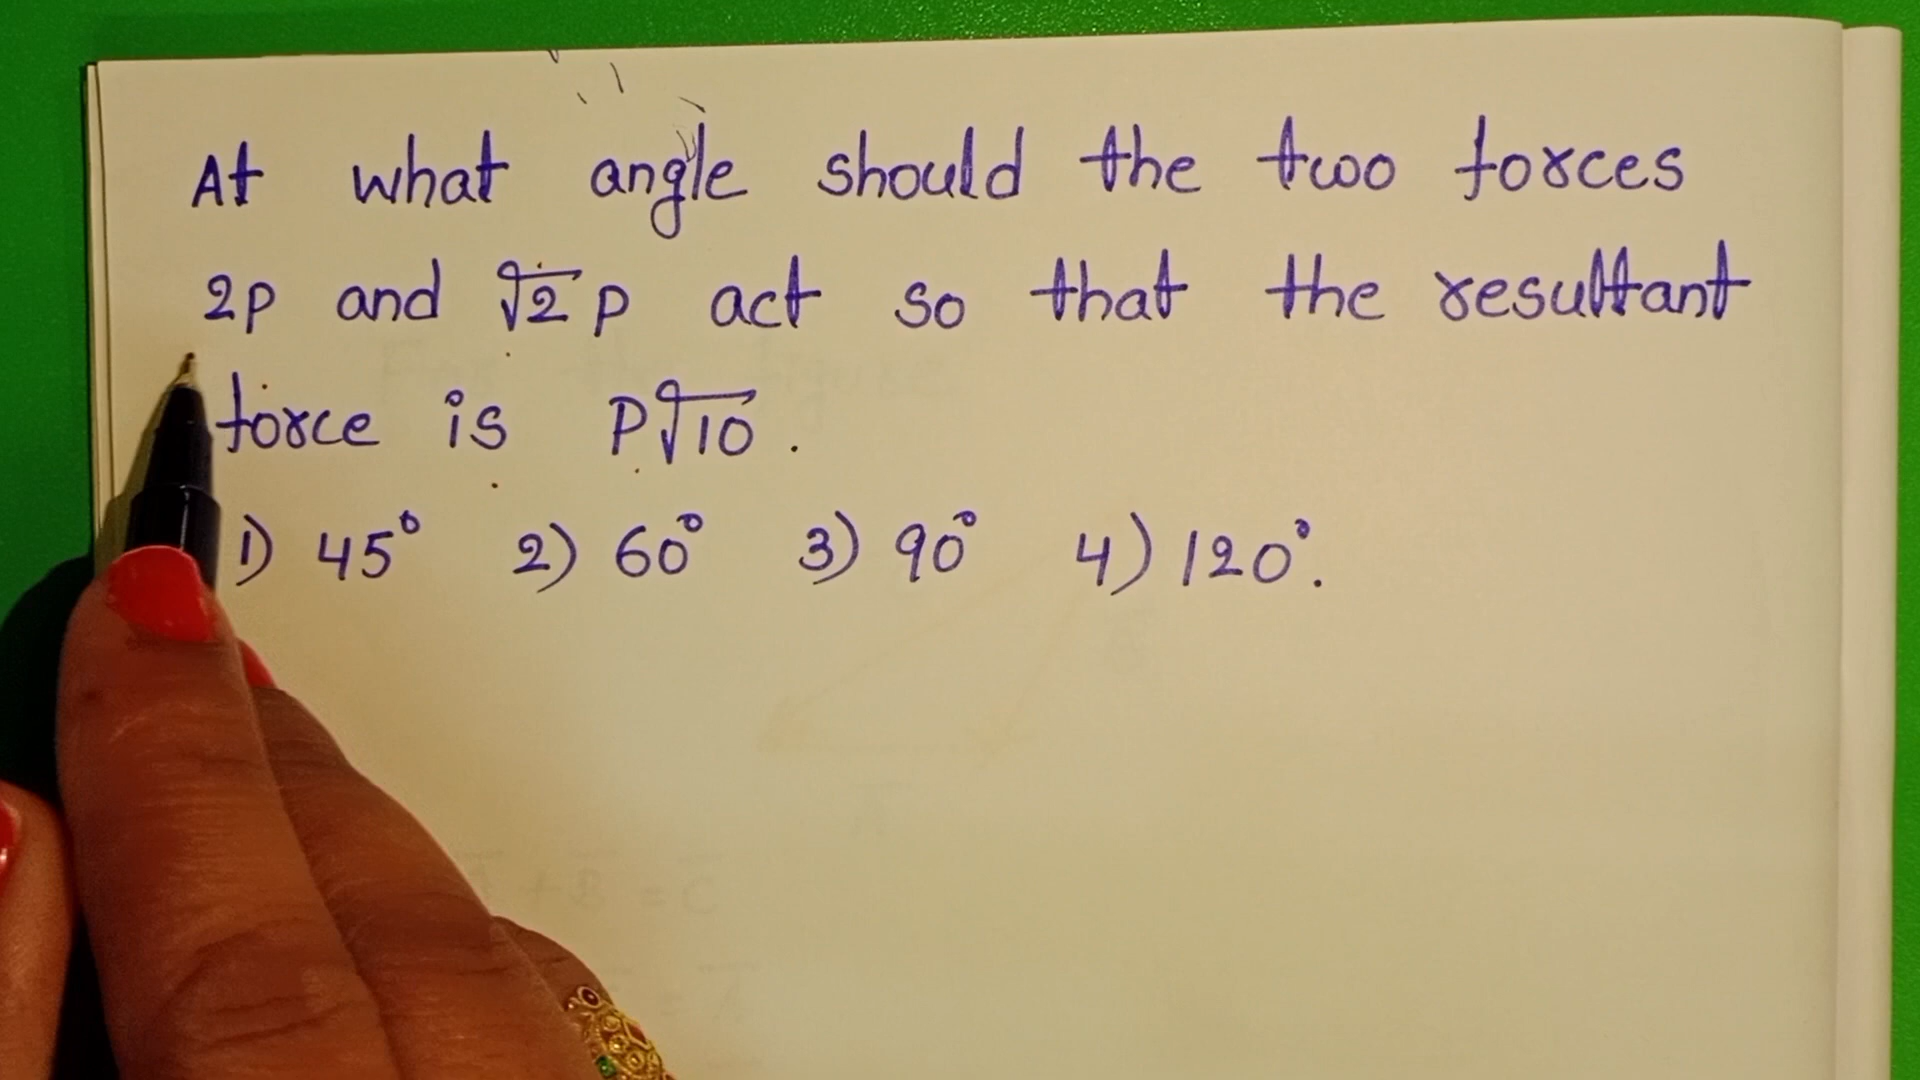 At what angle should the two forces
2p and √2 p act so that the resultant
force is P√10.
1) 45° 2) 60° 3) 90° 4) 120°.